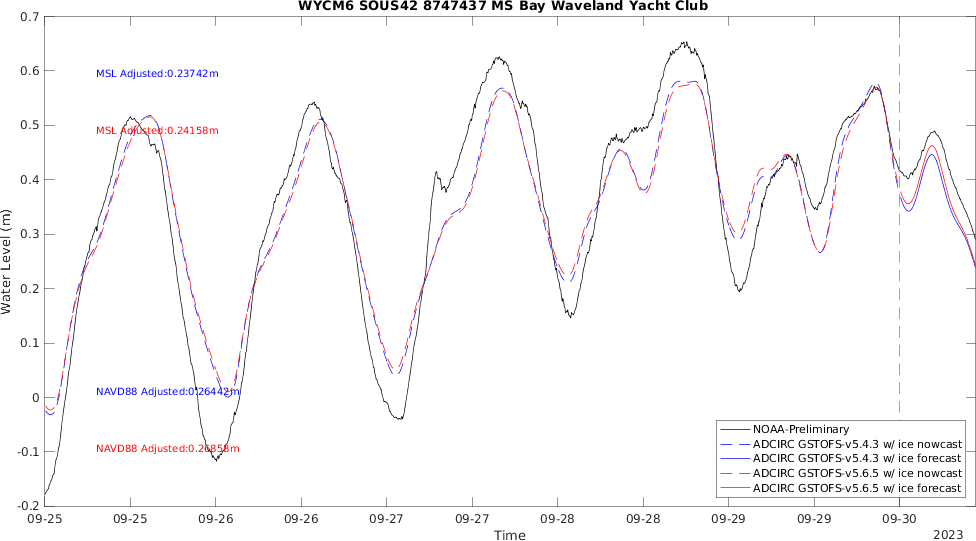 WYCM6 SOUS42 8747437 MS Bay Waveland Yacht Club
0.7
0.6
0.5
0.4
0.3
0.2
0.1
0
-0.1
-0.2
Water Level (m)
MSL Adjusted:0.23742m
MSL Adjusted:0.24158m
NAVD88 Adjusted:0.26442m
NAVD88 Adjusted:0.26858m
NOAA-Preliminary
ADCIRC GSTOFS-v5.4.3 w/ ice nowcast
ADCIRC GSTOFS-v5.4.3 w/ ice forecast
ADCIRC GSTOFS-v5.6.5 w/ ice nowcast
ADCIRC GSTOFS-v5.6.5 w/ ice forecast
09-25 09-25 09-26 09-26 09-27 09-27 09-28 09-28 09-29 09-29 09-30
Time
2023